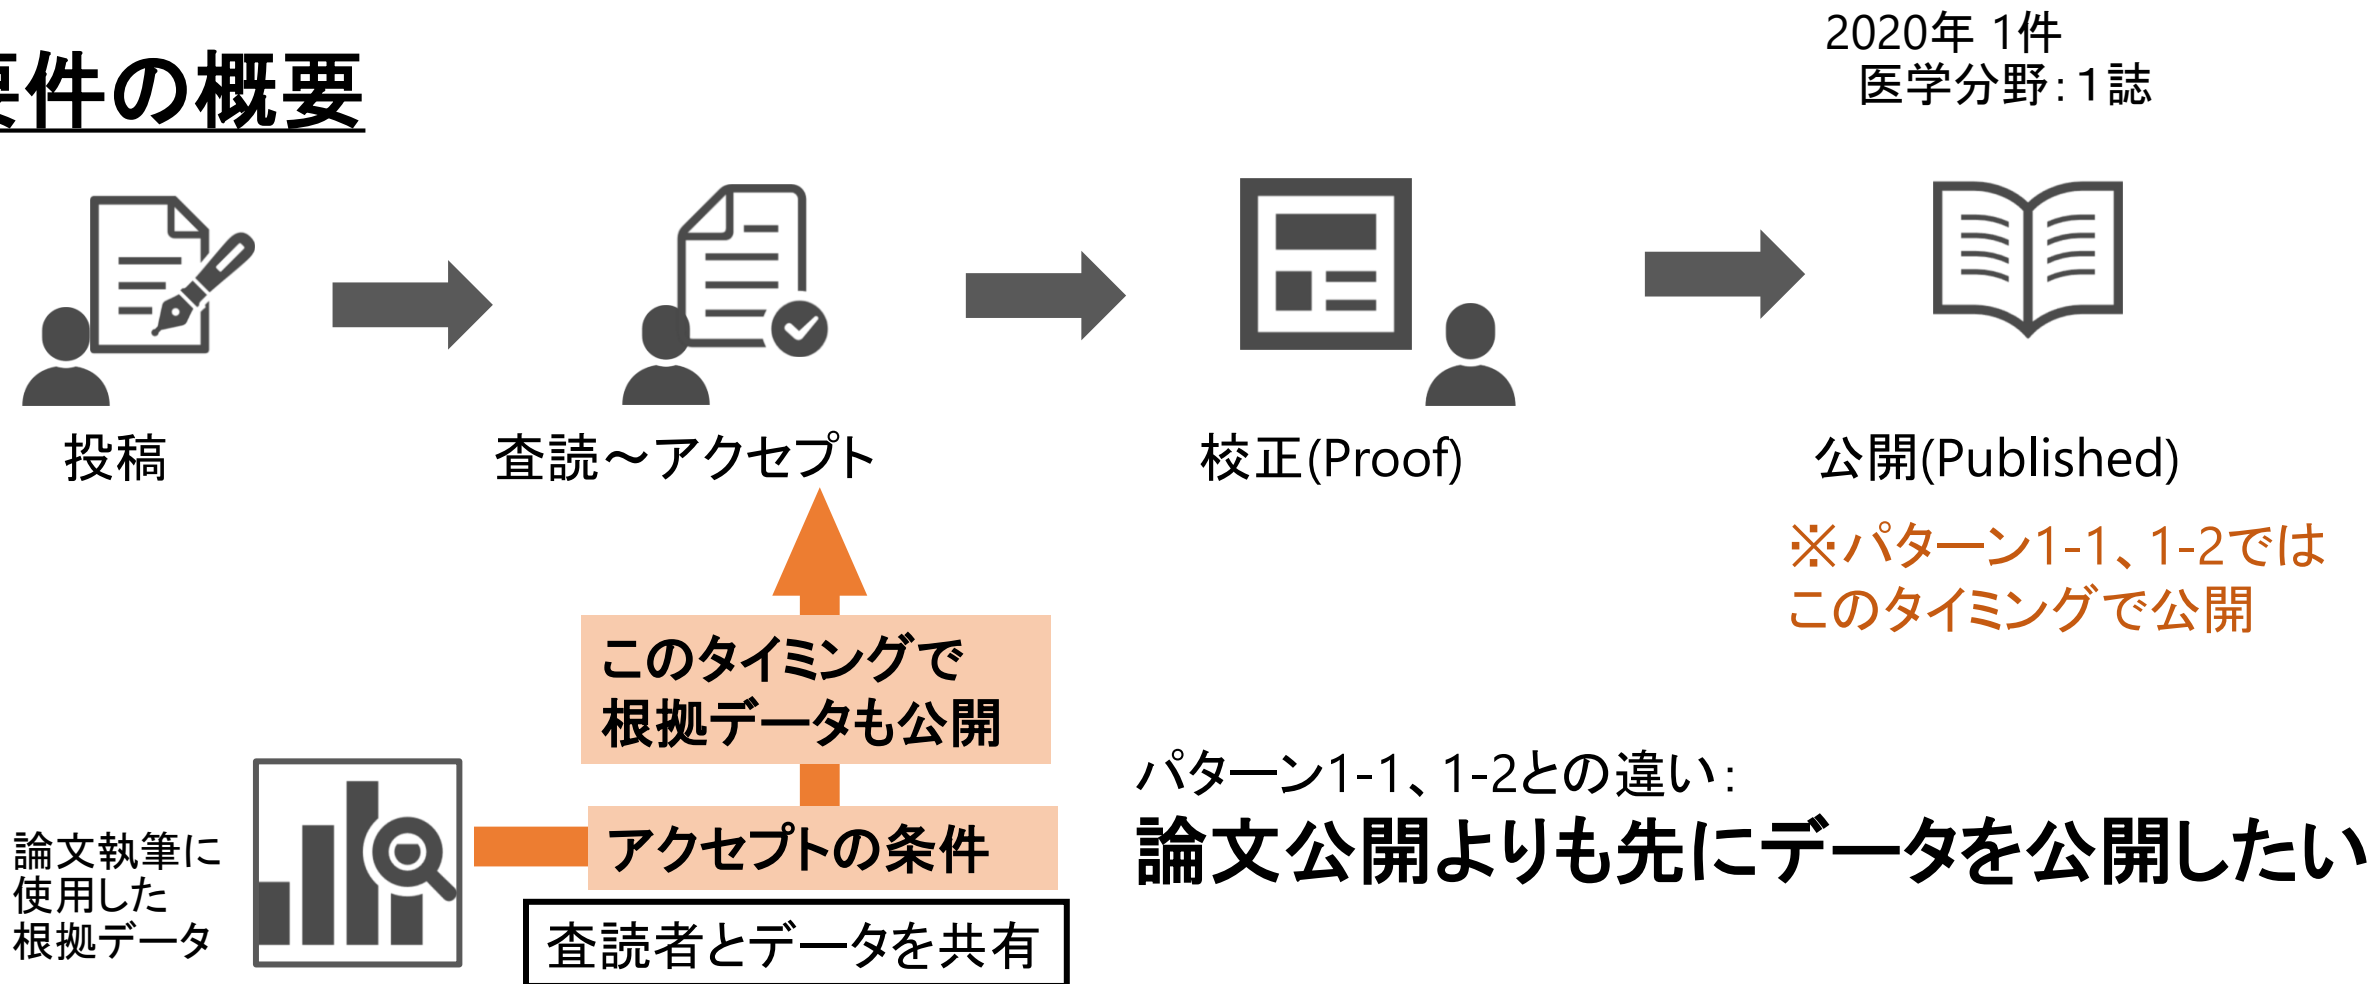 要件の概要
2020年 1件
医学分野：１誌
投稿
査読～アクセプト
校正(Proof)
公開(Published)
※パターン1-1、1-2では
このタイミングで公開
このタイミングで
根拠データも公開
アクセプトの条件
査読者とデータを共有
論文執筆に
使用した
根拠データ
パターン1-1、1-2との違い：
論文公開よりも先にデータを公開したい